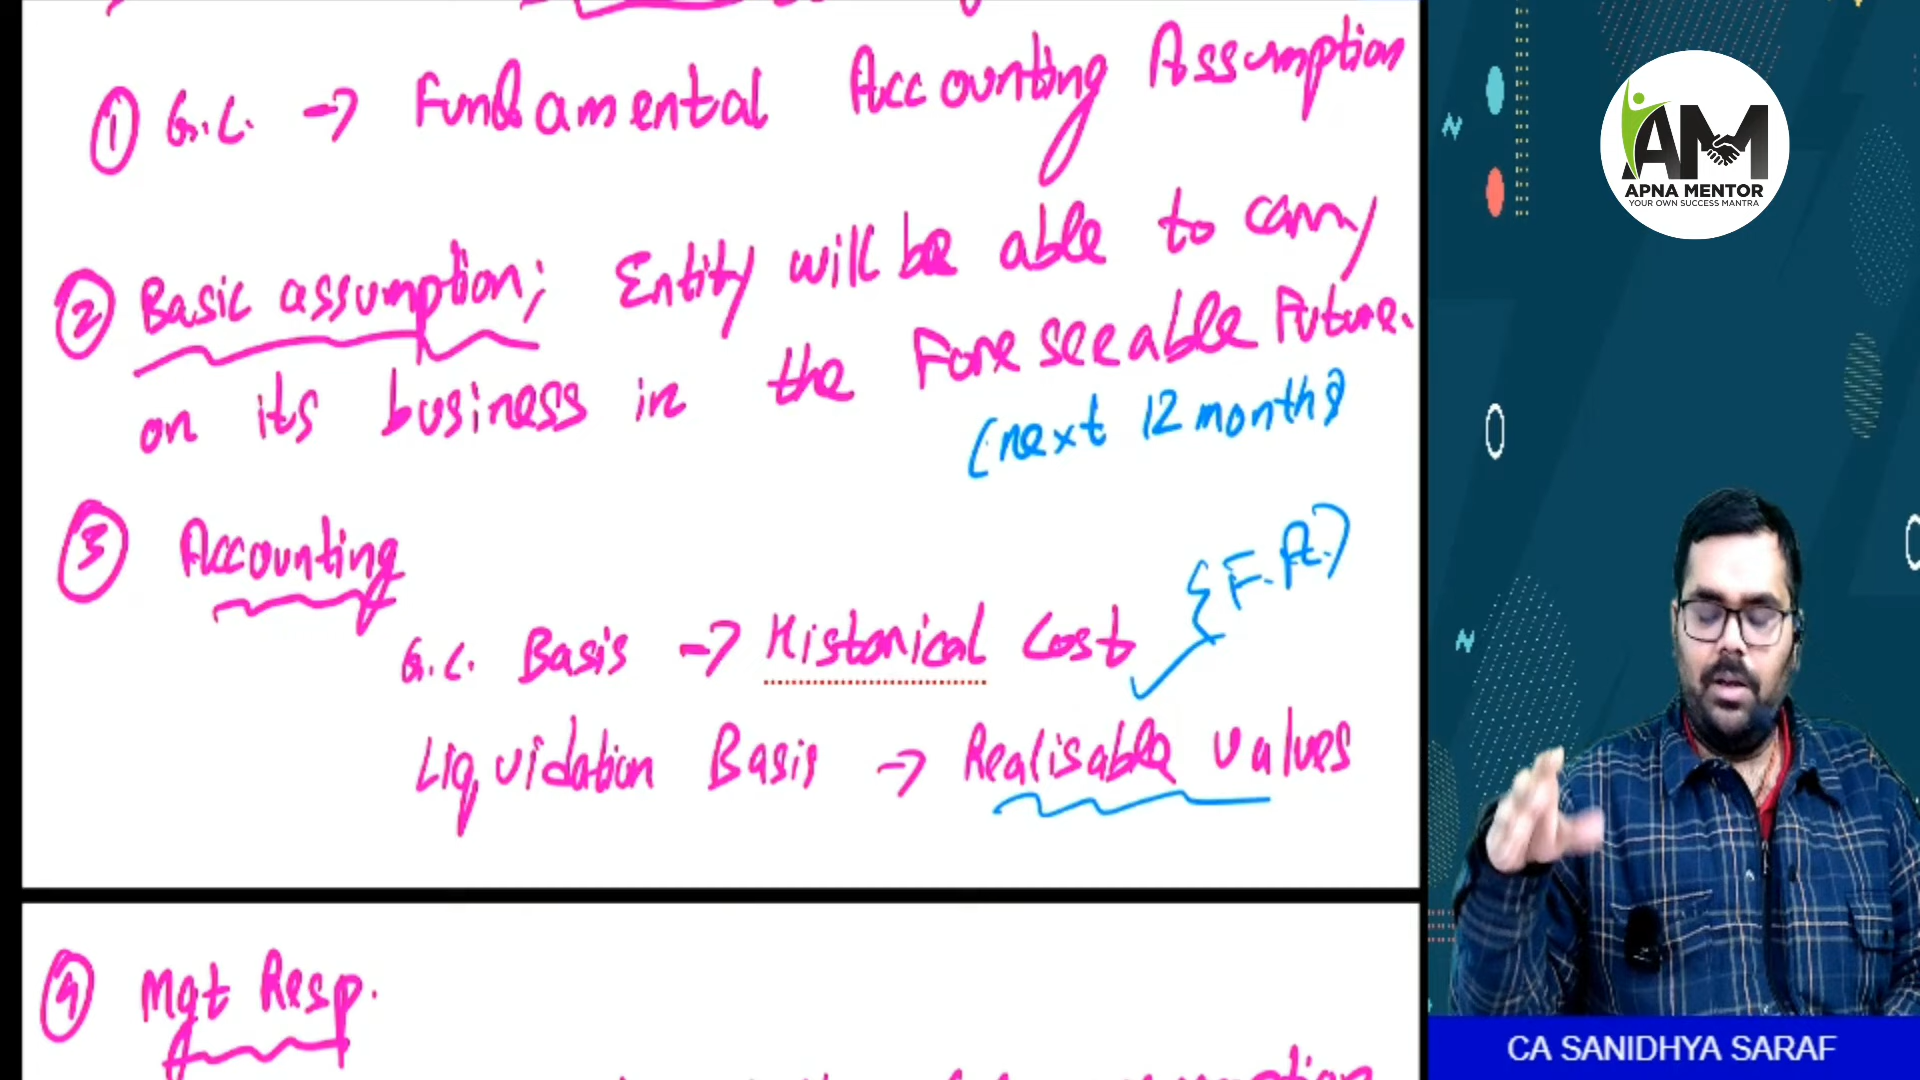 ① G.C. → Fundamental Accounting Assumption
② Basic assumption; Entity will be able to carry
on its business in the Foreseeable Future.
(next 12 months)
③ Accounting
{F.A.)
G.C. Basis → Historical Cost
Liquidation Basis → Realisable values
④ Mgt Resp.
AM
APNA MENTOR
YOUR OWN SUCCESS MANTRA
CA SANIDHYA SARAF